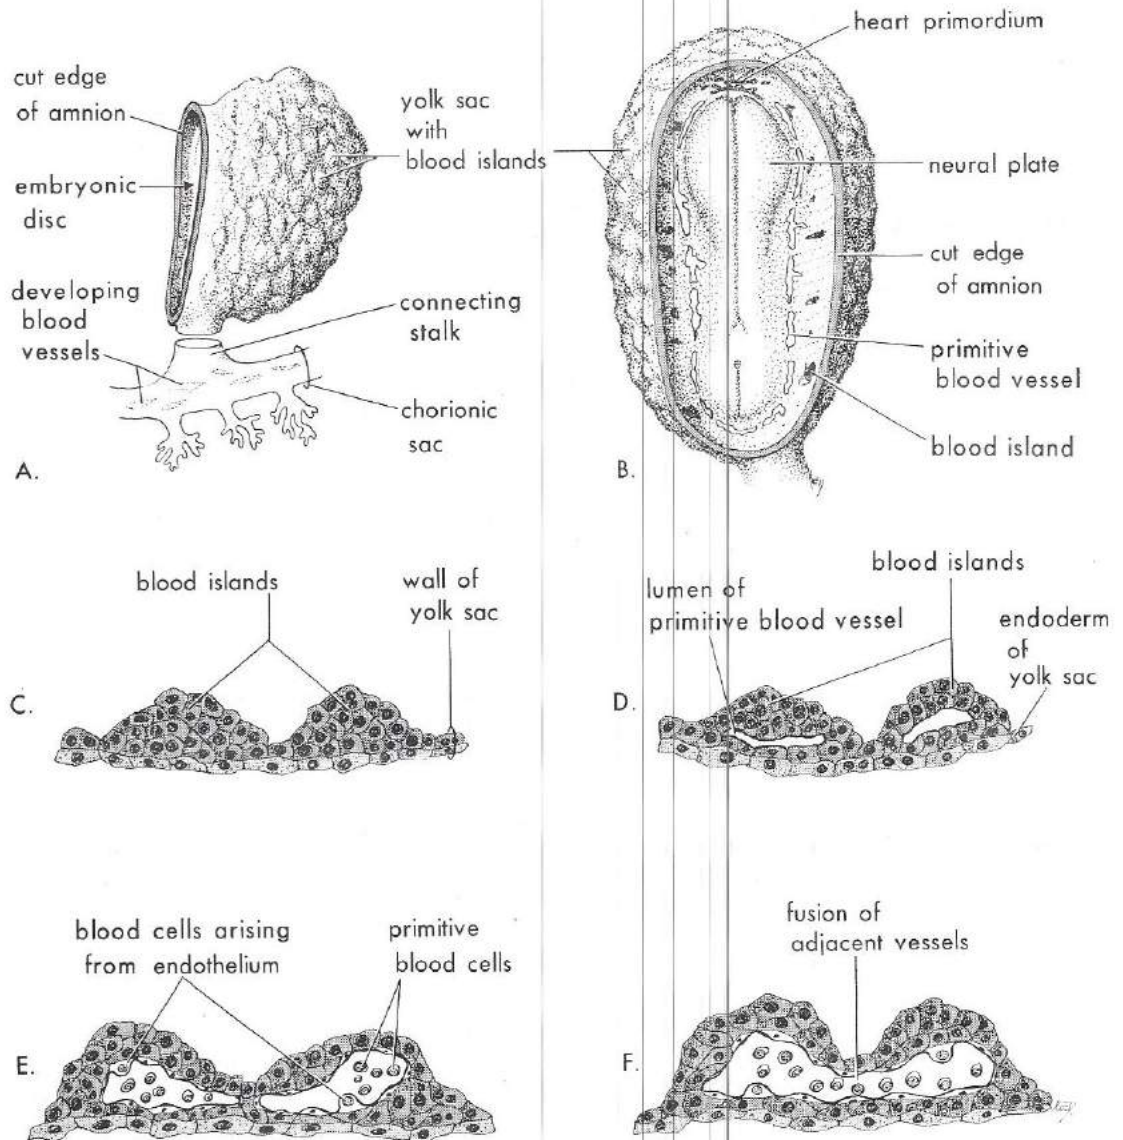 cut edge
of amnion
embryonic
disc
developing
blood
vessels
yolk sac
with
blood islands
connecting
stalk
chorionic
sac
A.
heart primordium
neural plate
cut edge
of amnion
primitive
blood vessel
blood island
B.
blood islands
wall of
yolk sac
C.
blood islands
lumen of
primitive blood vessel
endoderm
of
yolk sac
D.
blood cells arising
from endothelium
primitive
blood cells
E.
fusion of
adjacent vessels
F.